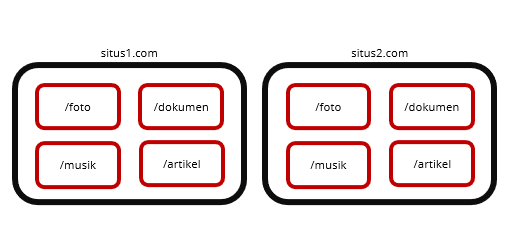 situs1.com
/foto
/dokumen
/musik
/artikel
situs2.com
/foto
/dokumen
/musik
/artikel